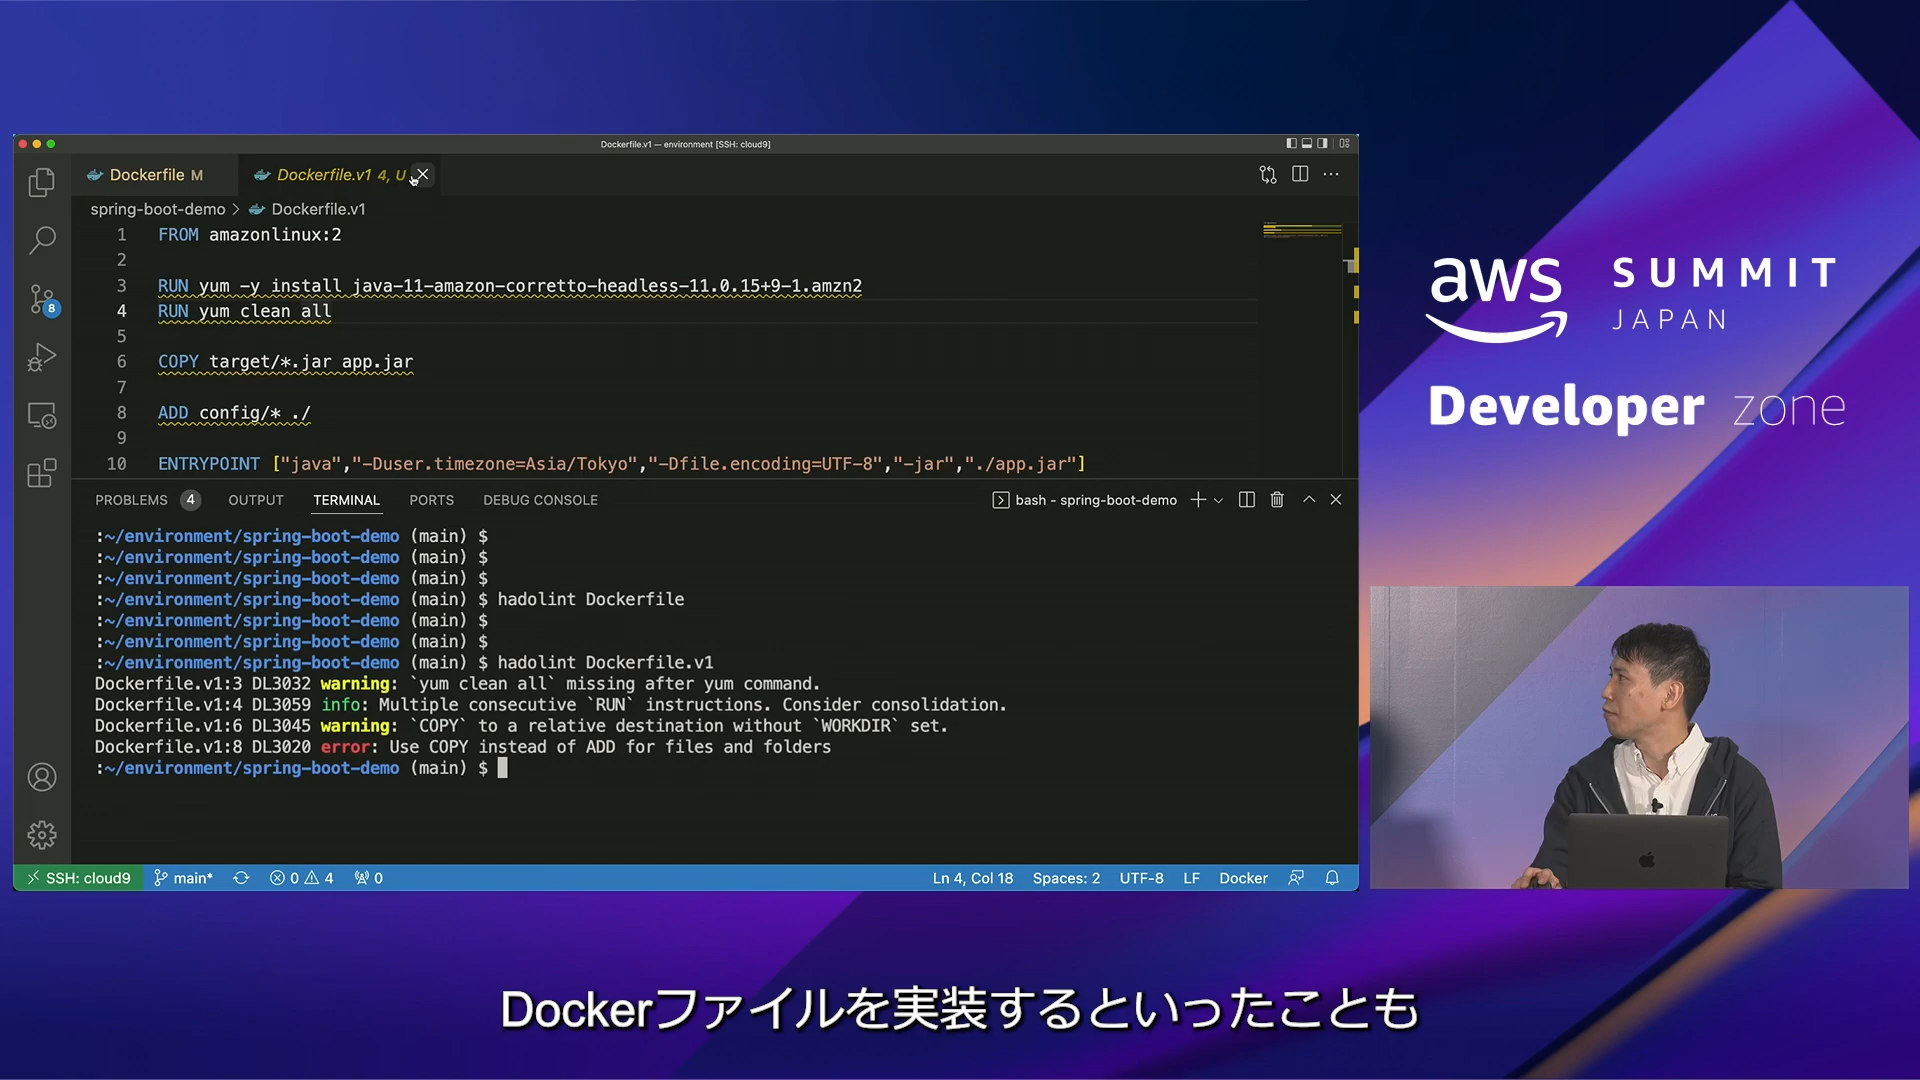 Dockerfile.v1 — environment [SSH: cloud9]
Dockerfile M
Dockerfile.v1 4, U
spring-boot-demo > Dockerfile.v1
1 FROM amazonlinux:2
2
3 RUN yum -y install java-11-amazon-corretto-headless-11.0.15+9-1.amzn2
4 RUN yum clean all
5
6 COPY target/*.jar app.jar
7
8 ADD config/* ./
9
10 ENTRYPOINT ["java","-Duser.timezone=Asia/Tokyo","-Dfile.encoding=UTF-8","-jar","./app.jar"]
8
PROBLEMS 4 OUTPUT TERMINAL PORTS DEBUG CONSOLE
bash - spring-boot-demo
:~/environment/spring-boot-demo (main) $
:~/environment/spring-boot-demo (main) $
:~/environment/spring-boot-demo (main) $
:~/environment/spring-boot-demo (main) $ hadolint Dockerfile
:~/environment/spring-boot-demo (main) $
:~/environment/spring-boot-demo (main) $
:~/environment/spring-boot-demo (main) $ hadolint Dockerfile.v1
Dockerfile.v1:3 DL3032 warning: `yum clean all` missing after yum command.
Dockerfile.v1:4 DL3059 info: Multiple consecutive `RUN` instructions. Consider consolidation.
Dockerfile.v1:6 DL3045 warning: `COPY` to a relative destination without `WORKDIR` set.
Dockerfile.v1:8 DL3020 error: Use COPY instead of ADD for files and folders
:~/environment/spring-boot-demo (main) $
SSH: cloud9 main* 0 4 0
Ln 4, Col 18 Spaces: 2 UTF-8 LF Docker
aws SUMMIT
JAPAN
Developer zone
Dockerファイルを実装するといったことも